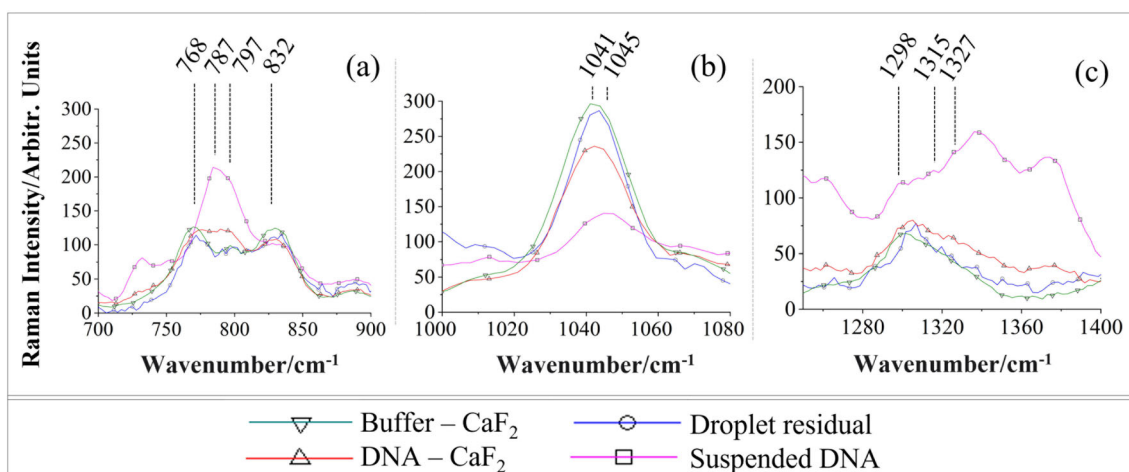 Raman Intensity/Arbitr. Units
768 787 797 832 (a)
300
250
200
150
100
50
0
700 750 800 850 900
Wavenumber/cm⁻¹
1041 1045 (b)
300
250
200
150
100
50
0
1000 1020 1040 1060 1080
Wavenumber/cm⁻¹
1298 1315 1327 (c)
200
150
100
50
0
1280 1320 1360 1400
Wavenumber/cm⁻¹
Buffer – CaF₂ Droplet residual
DNA – CaF₂ Suspended DNA